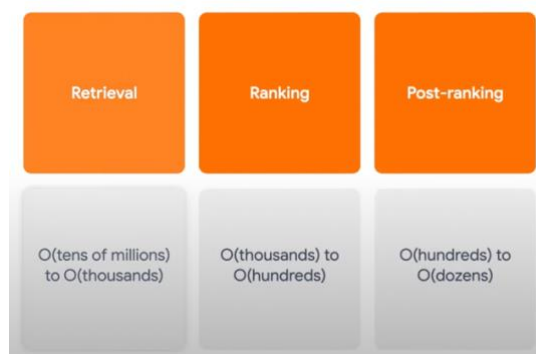 Retrieval
Ranking
Post-ranking
O(tens of millions)
to O(thousands)
O(thousands) to
O(hundreds)
O(hundreds) to
O(dozens)